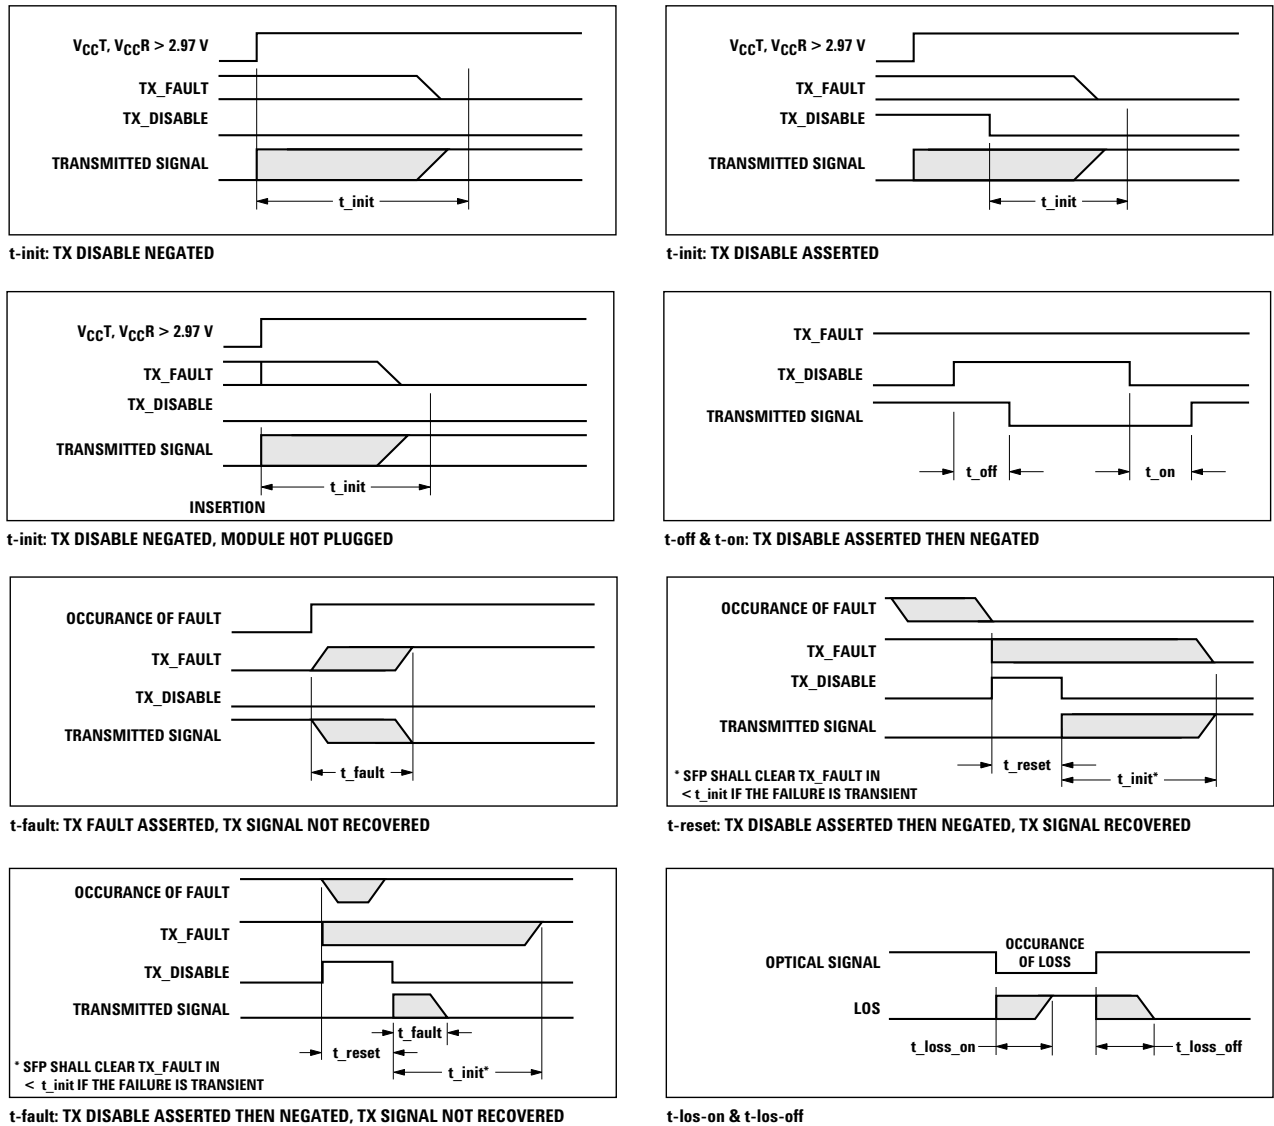 VCCT, VCCR > 2.97 V
TX_FAULT
TX_DISABLE
TRANSMITTED SIGNAL
t_init
t-init: TX DISABLE NEGATED
VCCT, VCCR > 2.97 V
TX_FAULT
TX_DISABLE
TRANSMITTED SIGNAL
t_init
t-init: TX DISABLE ASSERTED
VCCT, VCCR > 2.97 V
TX_FAULT
TX_DISABLE
TRANSMITTED SIGNAL
t_init
INSERTION
t-init: TX DISABLE NEGATED, MODULE HOT PLUGGED
TX_FAULT
TX_DISABLE
TRANSMITTED SIGNAL
t_off
t_on
t-off & t-on: TX DISABLE ASSERTED THEN NEGATED
OCCURANCE OF FAULT
TX_FAULT
TX_DISABLE
TRANSMITTED SIGNAL
t_fault
t-fault: TX FAULT ASSERTED, TX SIGNAL NOT RECOVERED
OCCURANCE OF FAULT
TX_FAULT
TX_DISABLE
TRANSMITTED SIGNAL
t_reset
t_init*
* SFP SHALL CLEAR TX_FAULT IN
< t_init IF THE FAILURE IS TRANSIENT
t-reset: TX DISABLE ASSERTED THEN NEGATED, TX SIGNAL RECOVERED
OCCURANCE OF FAULT
TX_FAULT
TX_DISABLE
TRANSMITTED SIGNAL
t_fault
t_reset
t_init*
* SFP SHALL CLEAR TX_FAULT IN
< t_init IF THE FAILURE IS TRANSIENT
t-fault: TX DISABLE ASSERTED THEN NEGATED, TX SIGNAL NOT RECOVERED
OCCURANCE
OF LOSS
OPTICAL SIGNAL
LOS
t_loss_on
t_loss_off
t-los-on & t-los-off